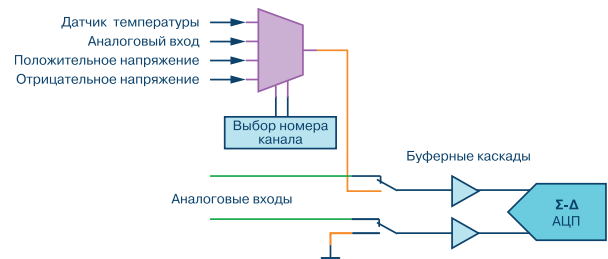 Датчик температуры
Аналоговый вход
Положительное напряжение
Отрицательное напряжение
Выбор номера
канала
Буферные каскады
Аналоговые входы
Σ-Δ
АЦП